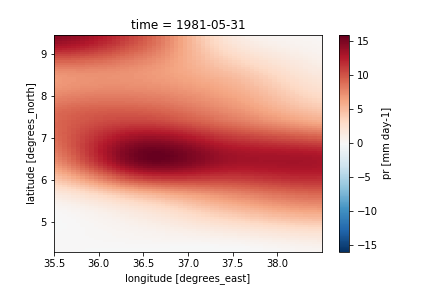 time = 1981-05-31
9
8
7
6
5
latitude [degrees_north]
35.5 36.0 36.5 37.0 37.5 38.0
longitude [degrees_east]
15
10
5
0
−5
−10
−15
pr [mm day-1]